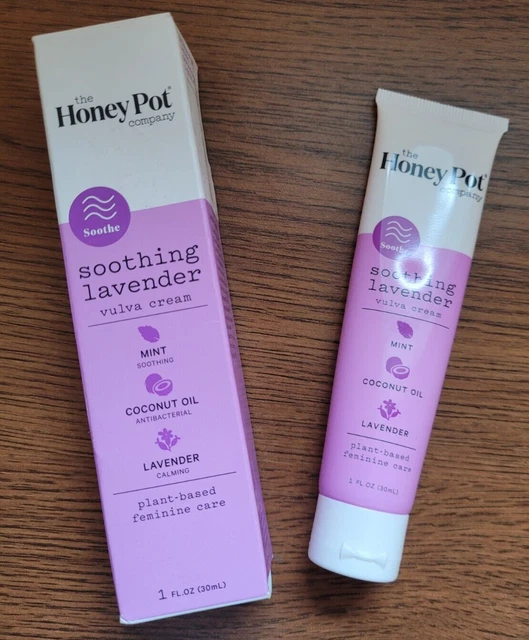 the
Honey Pot®
company
Soothe
soothing
lavender
vulva cream
MINT
SOOTHING
COCONUT OIL
ANTIBACTERIAL
LAVENDER
CALMING
plant-based
feminine care
1 FL.OZ (30mL)
the
Honey Pot
company
Soothe
soothing
lavender
vulva cream
MINT
COCONUT OIL
LAVENDER
plant-based
feminine care
1 FL OZ (30mL)